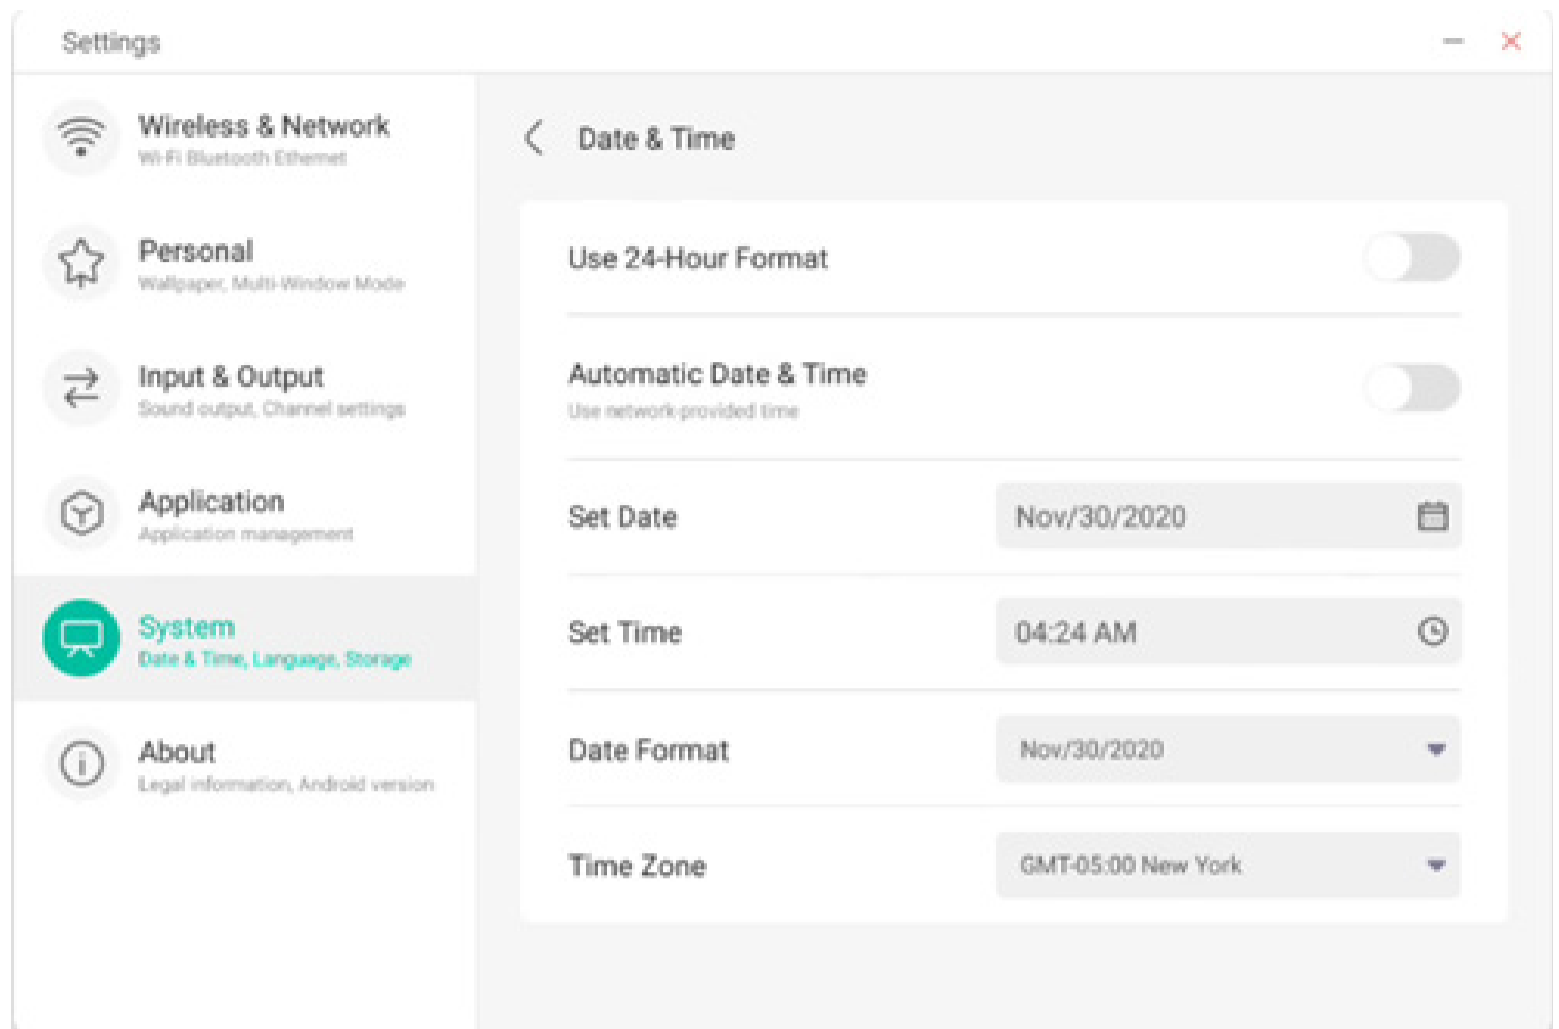 Settings
Wireless & Network
Wi-Fi Bluetooth Ethernet
Personal
Wallpaper, Multi-Window Mode
Input & Output
Sound output, Channel settings
Application
Application management
System
Date & Time, Language, Storage
About
Legal information, Android version
Date & Time
Use 24-Hour Format
Automatic Date & Time
Use network-provided time
Set Date
Nov/30/2020
Set Time
04:24 AM
Date Format
Nov/30/2020
Time Zone
GMT-05:00 New York